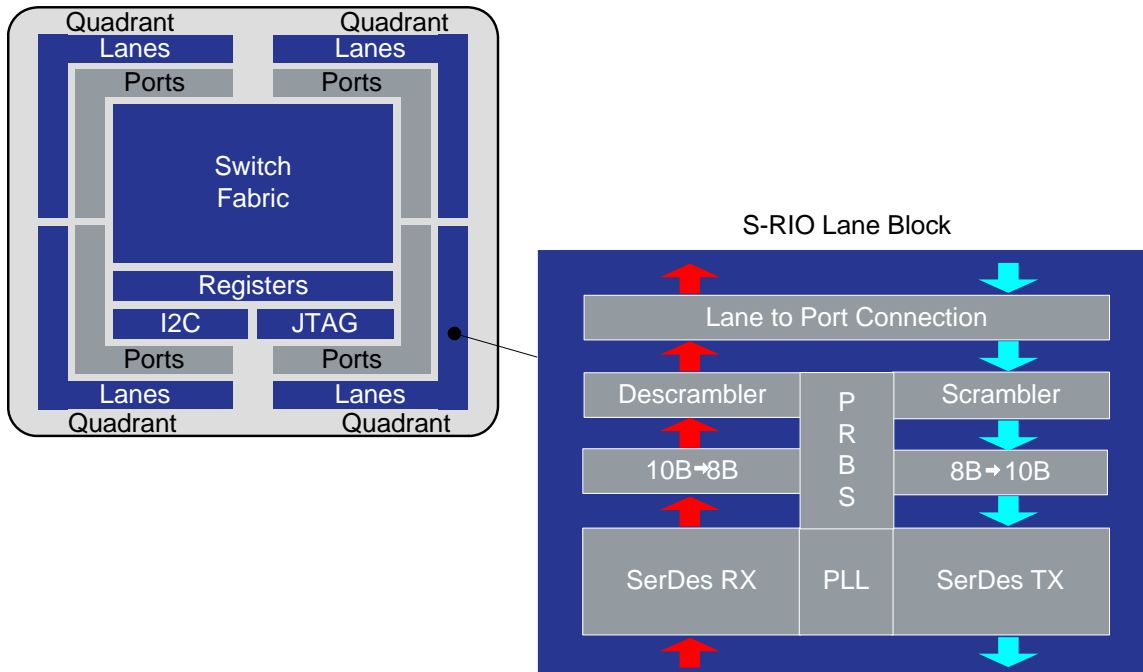 Quadrant
Quadrant
Lanes
Lanes
Ports
Ports
Switch
Fabric
Registers
I2C
JTAG
Ports
Ports
Lanes
Lanes
Quadrant
Quadrant
S-RIO Lane Block
Lane to Port Connection
Descrambler
P
R
B
S
Scrambler
10B→8B
8B→10B
SerDes RX
PLL
SerDes TX